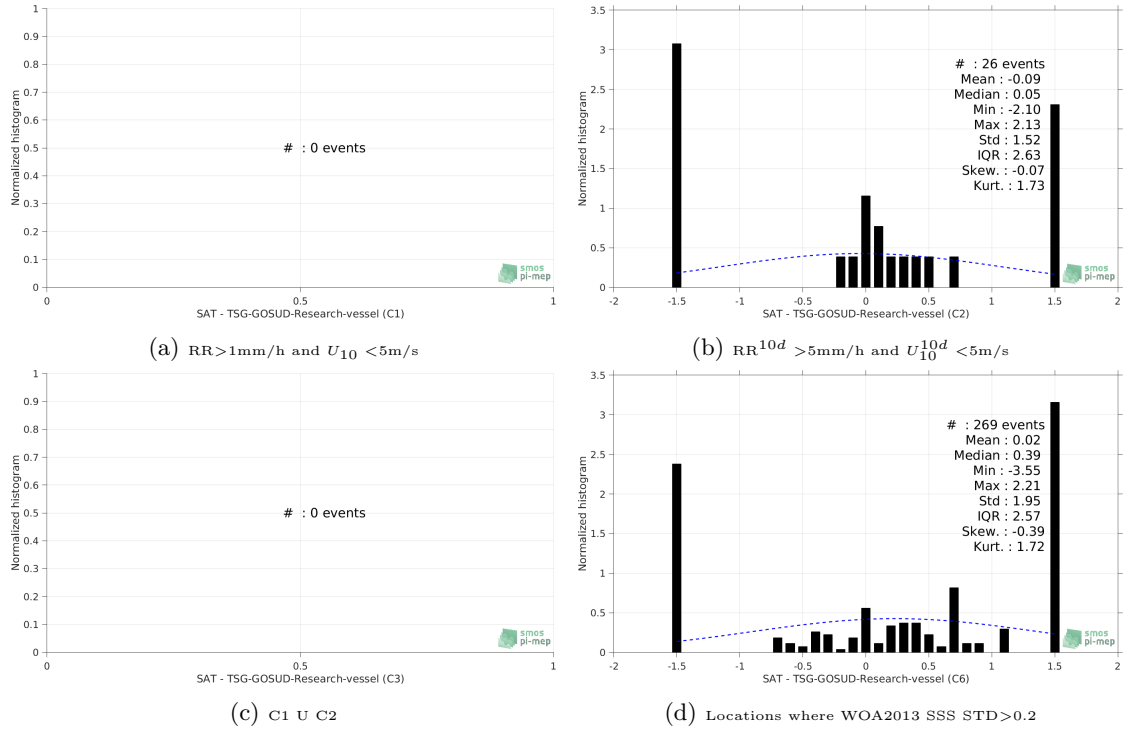 1
0.9
0.8
0.7
0.6
0.5
0.4
0.3
0.2
0.1
0
Normalized histogram
# : 0 events
smos
pi-mep
0 0.5 1
SAT - TSG-GOSUD-Research-vessel (C1)
(a) RR>1mm/h and U10 <5m/s
3.5
3
2.5
2
1.5
1
0.5
0
Normalized histogram
# : 26 events
Mean : -0.09
Median : 0.05
Min : -2.10
Max : 2.13
Std : 1.52
IQR : 2.63
Skew. : -0.07
Kurt. : 1.73
smos
pi-mep
-2 -1.5 -1 -0.5 0 0.5 1 1.5 2
SAT - TSG-GOSUD-Research-vessel (C2)
(b) RR10d >5mm/h and U10d10 <5m/s
1
0.9
0.8
0.7
0.6
0.5
0.4
0.3
0.2
0.1
0
Normalized histogram
# : 0 events
smos
pi-mep
0 0.5 1
SAT - TSG-GOSUD-Research-vessel (C3)
(c) C1 U C2
3.5
3
2.5
2
1.5
1
0.5
0
Normalized histogram
# : 269 events
Mean : 0.02
Median : 0.39
Min : -3.55
Max : 2.21
Std : 1.95
IQR : 2.57
Skew. : -0.39
Kurt. : 1.72
smos
pi-mep
-2 -1.5 -1 -0.5 0 0.5 1 1.5 2
SAT - TSG-GOSUD-Research-vessel (C6)
(d) Locations where WOA2013 SSS STD>0.2